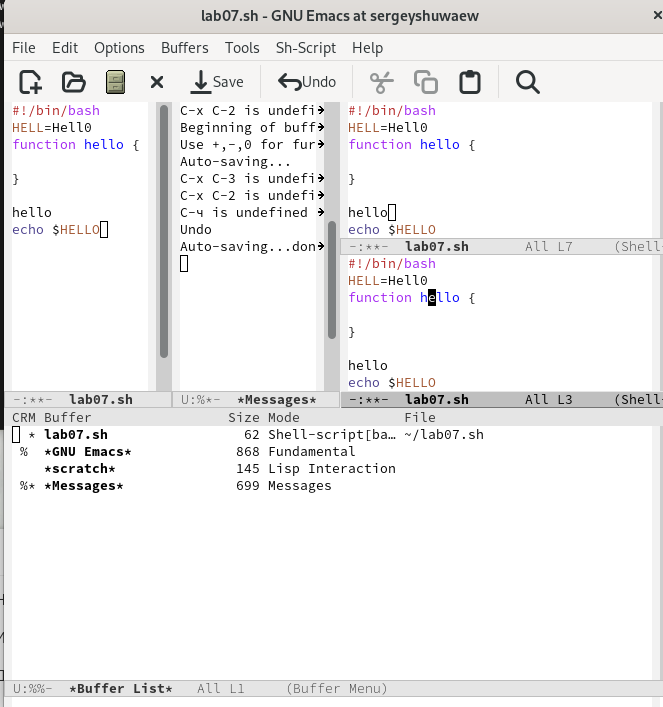 lab07.sh - GNU Emacs at sergeyshuwaew
File Edit Options Buffers Tools Sh-Script Help
Save Undo
#!/bin/bash
HELL=Hell0
function hello {
}
hello
echo $HELLO
-:**- lab07.sh
C-x C-2 is undefi
Beginning of buff
Use +,-,0 for fur
Auto-saving...
C-x C-3 is undefi
C-x C-2 is undefi
C-ч is undefined
Undo
Auto-saving...don
U:%*- *Messages*
#!/bin/bash
HELL=Hell0
function hello {
}
hello
echo $HELLO
-:**- lab07.sh All L7 (Shell-
#!/bin/bash
HELL=Hell0
function hello {
}
hello
echo $HELLO
-:**- lab07.sh All L3 (Shell-
CRM Buffer Size Mode File
* lab07.sh 62 Shell-script[ba… ~/lab07.sh
% *GNU Emacs* 868 Fundamental
*scratch* 145 Lisp Interaction
%* *Messages* 699 Messages
U:%%- *Buffer List* All L1 (Buffer Menu)